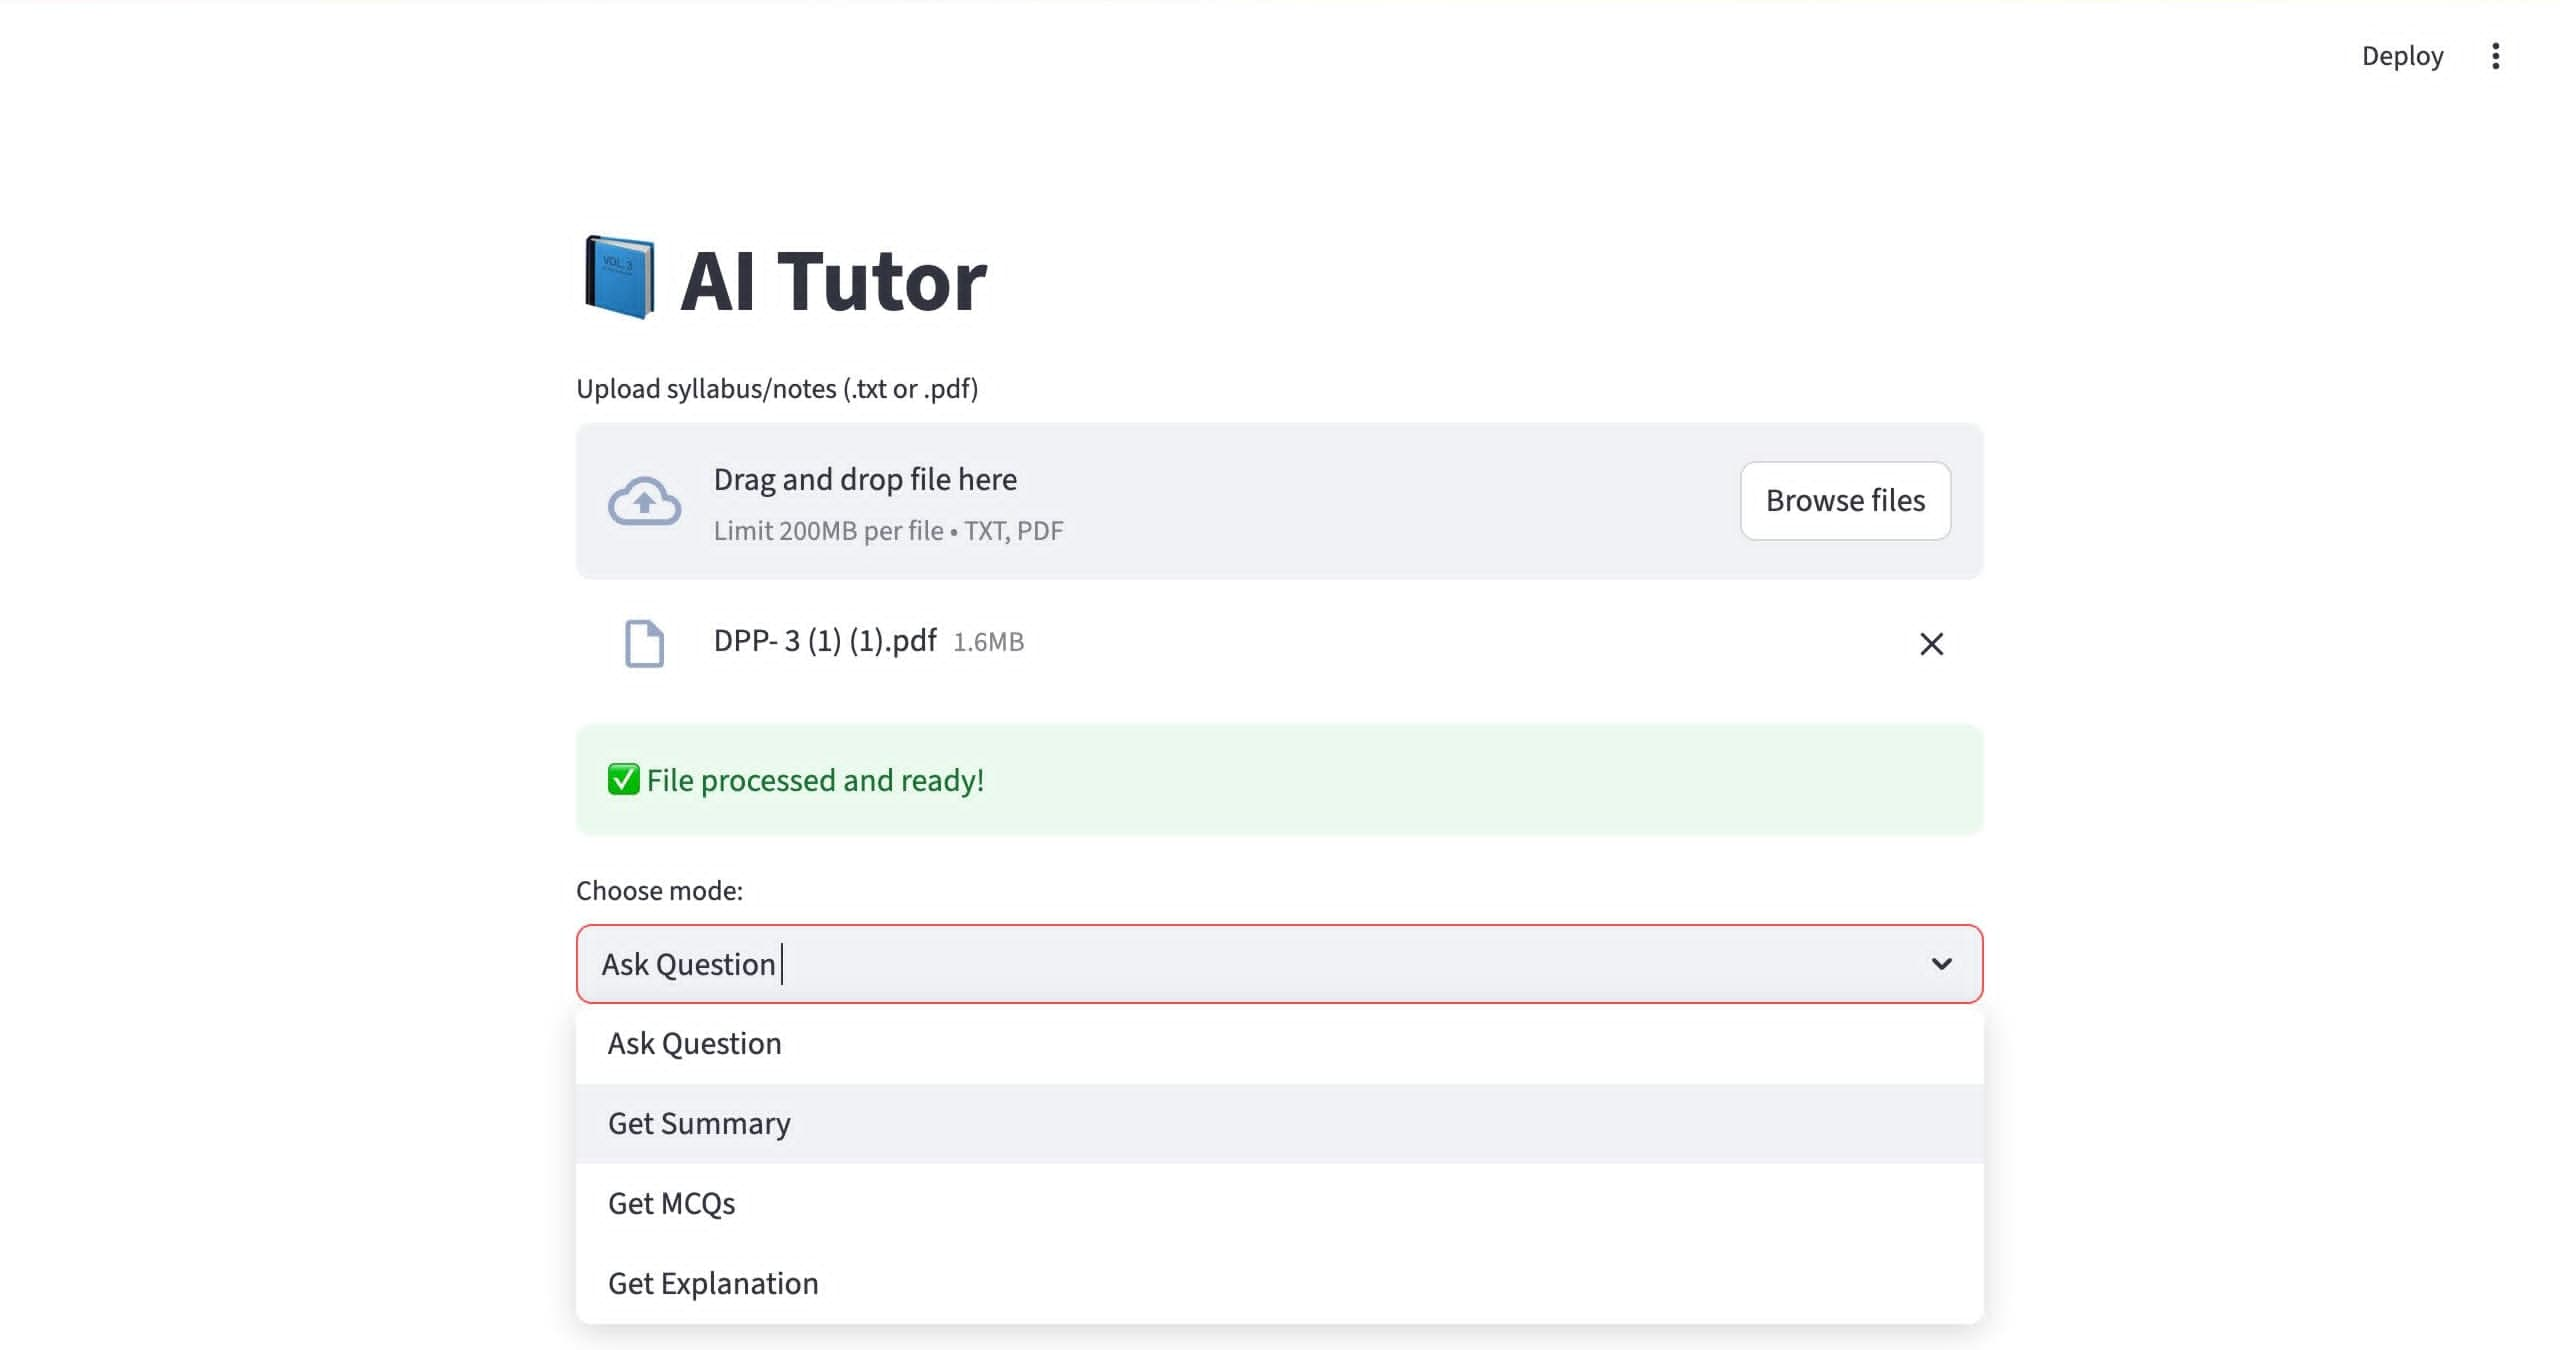 Deploy
VOL. 3
AI Tutor
Upload syllabus/notes (.txt or .pdf)
Drag and drop file here
Limit 200MB per file • TXT, PDF
Browse files
DPP- 3 (1) (1).pdf 1.6MB
✅ File processed and ready!
Choose mode:
Ask Question
Ask Question
Get Summary
Get MCQs
Get Explanation